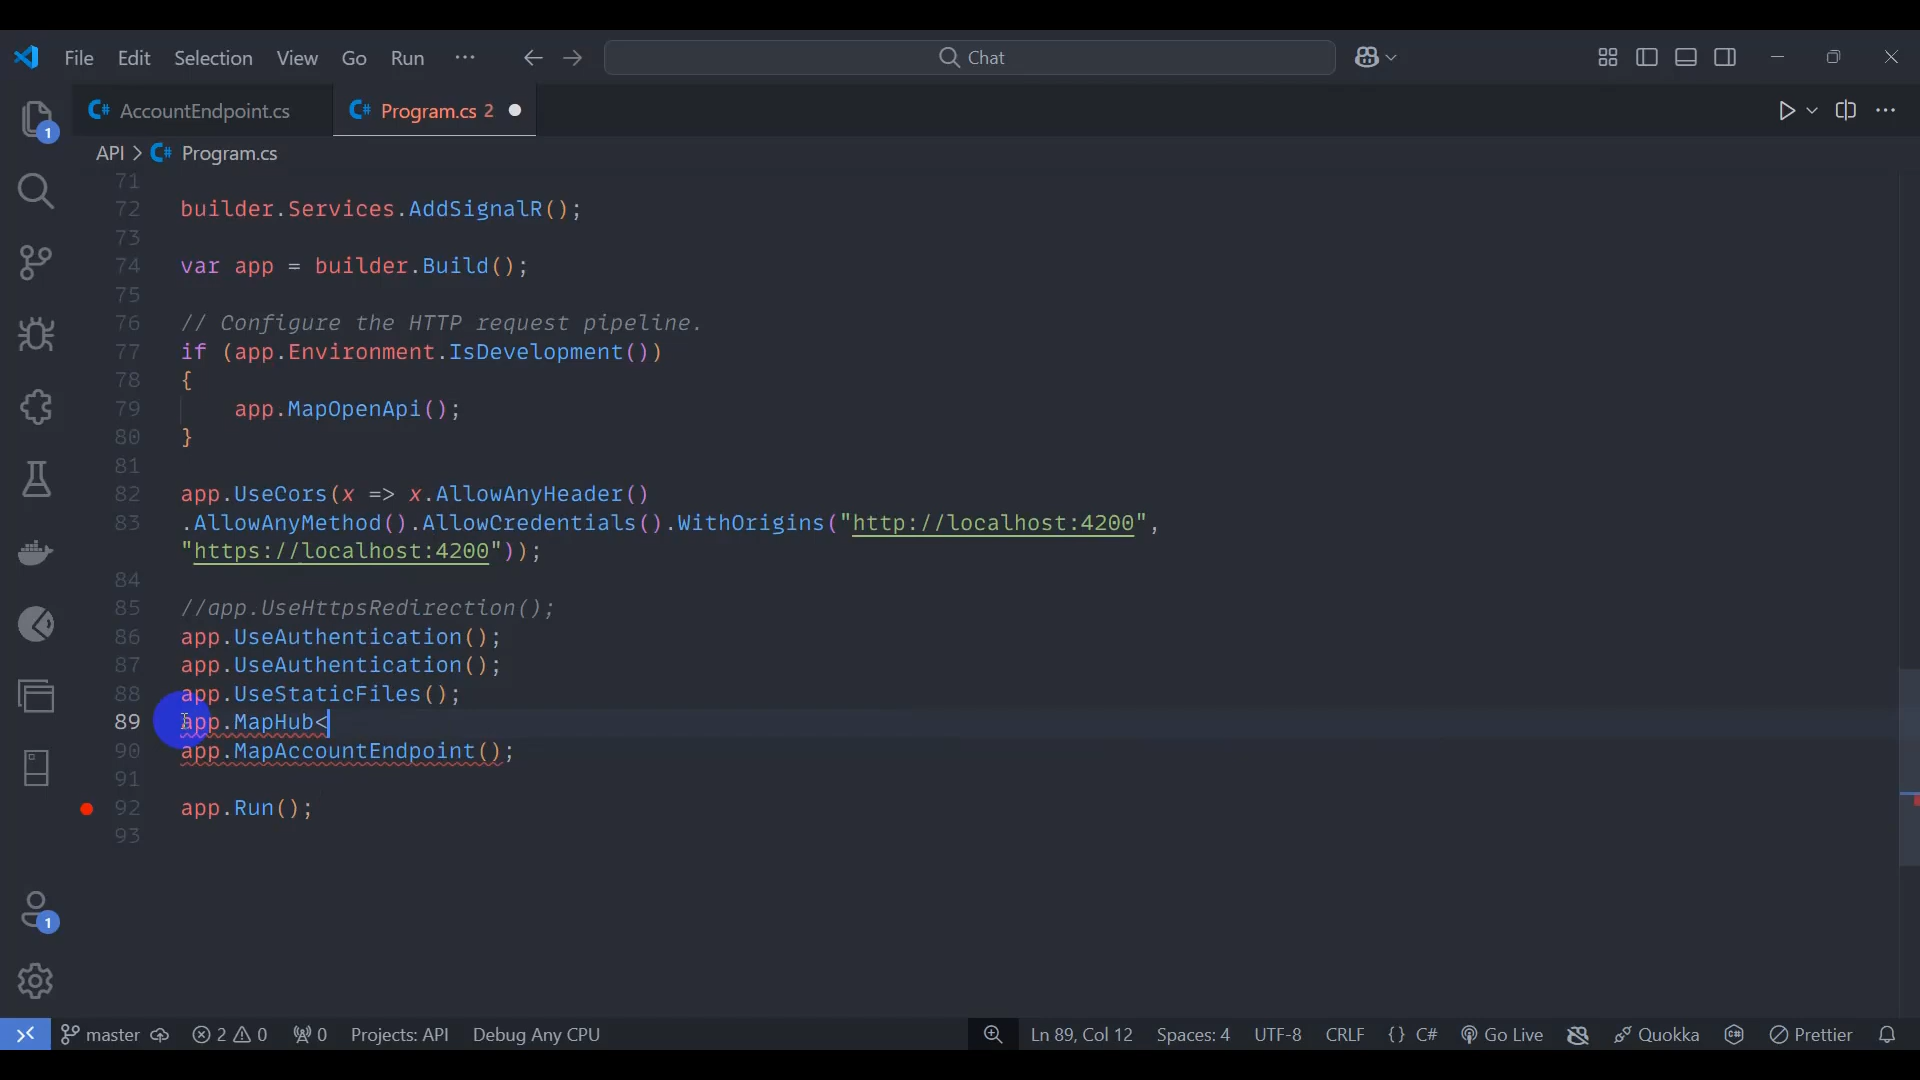 File Edit Selection View Go Run ··· Chat
AccountEndpoint.cs Program.cs 2
API > Program.cs
71
72 builder.Services.AddSignalR();
73
74 var app = builder.Build();
75
76 // Configure the HTTP request pipeline.
77 if (app.Environment.IsDevelopment())
78 {
79 app.MapOpenApi();
80 }
81
82 app.UseCors(x => x.AllowAnyHeader()
83 .AllowAnyMethod().AllowCredentials().WithOrigins("http://localhost:4200",
"https://localhost:4200"));
84
85 //app.UseHttpsRedirection();
86 app.UseAuthentication();
87 app.UseAuthentication();
88 app.UseStaticFiles();
89 app.MapHub<
90 app.MapAccountEndpoint();
91
92 app.Run();
93
1
1
master 2 0 0 Projects: API Debug Any CPU Ln 89, Col 12 Spaces: 4 UTF-8 CRLF {} C# Go Live Quokka Prettier